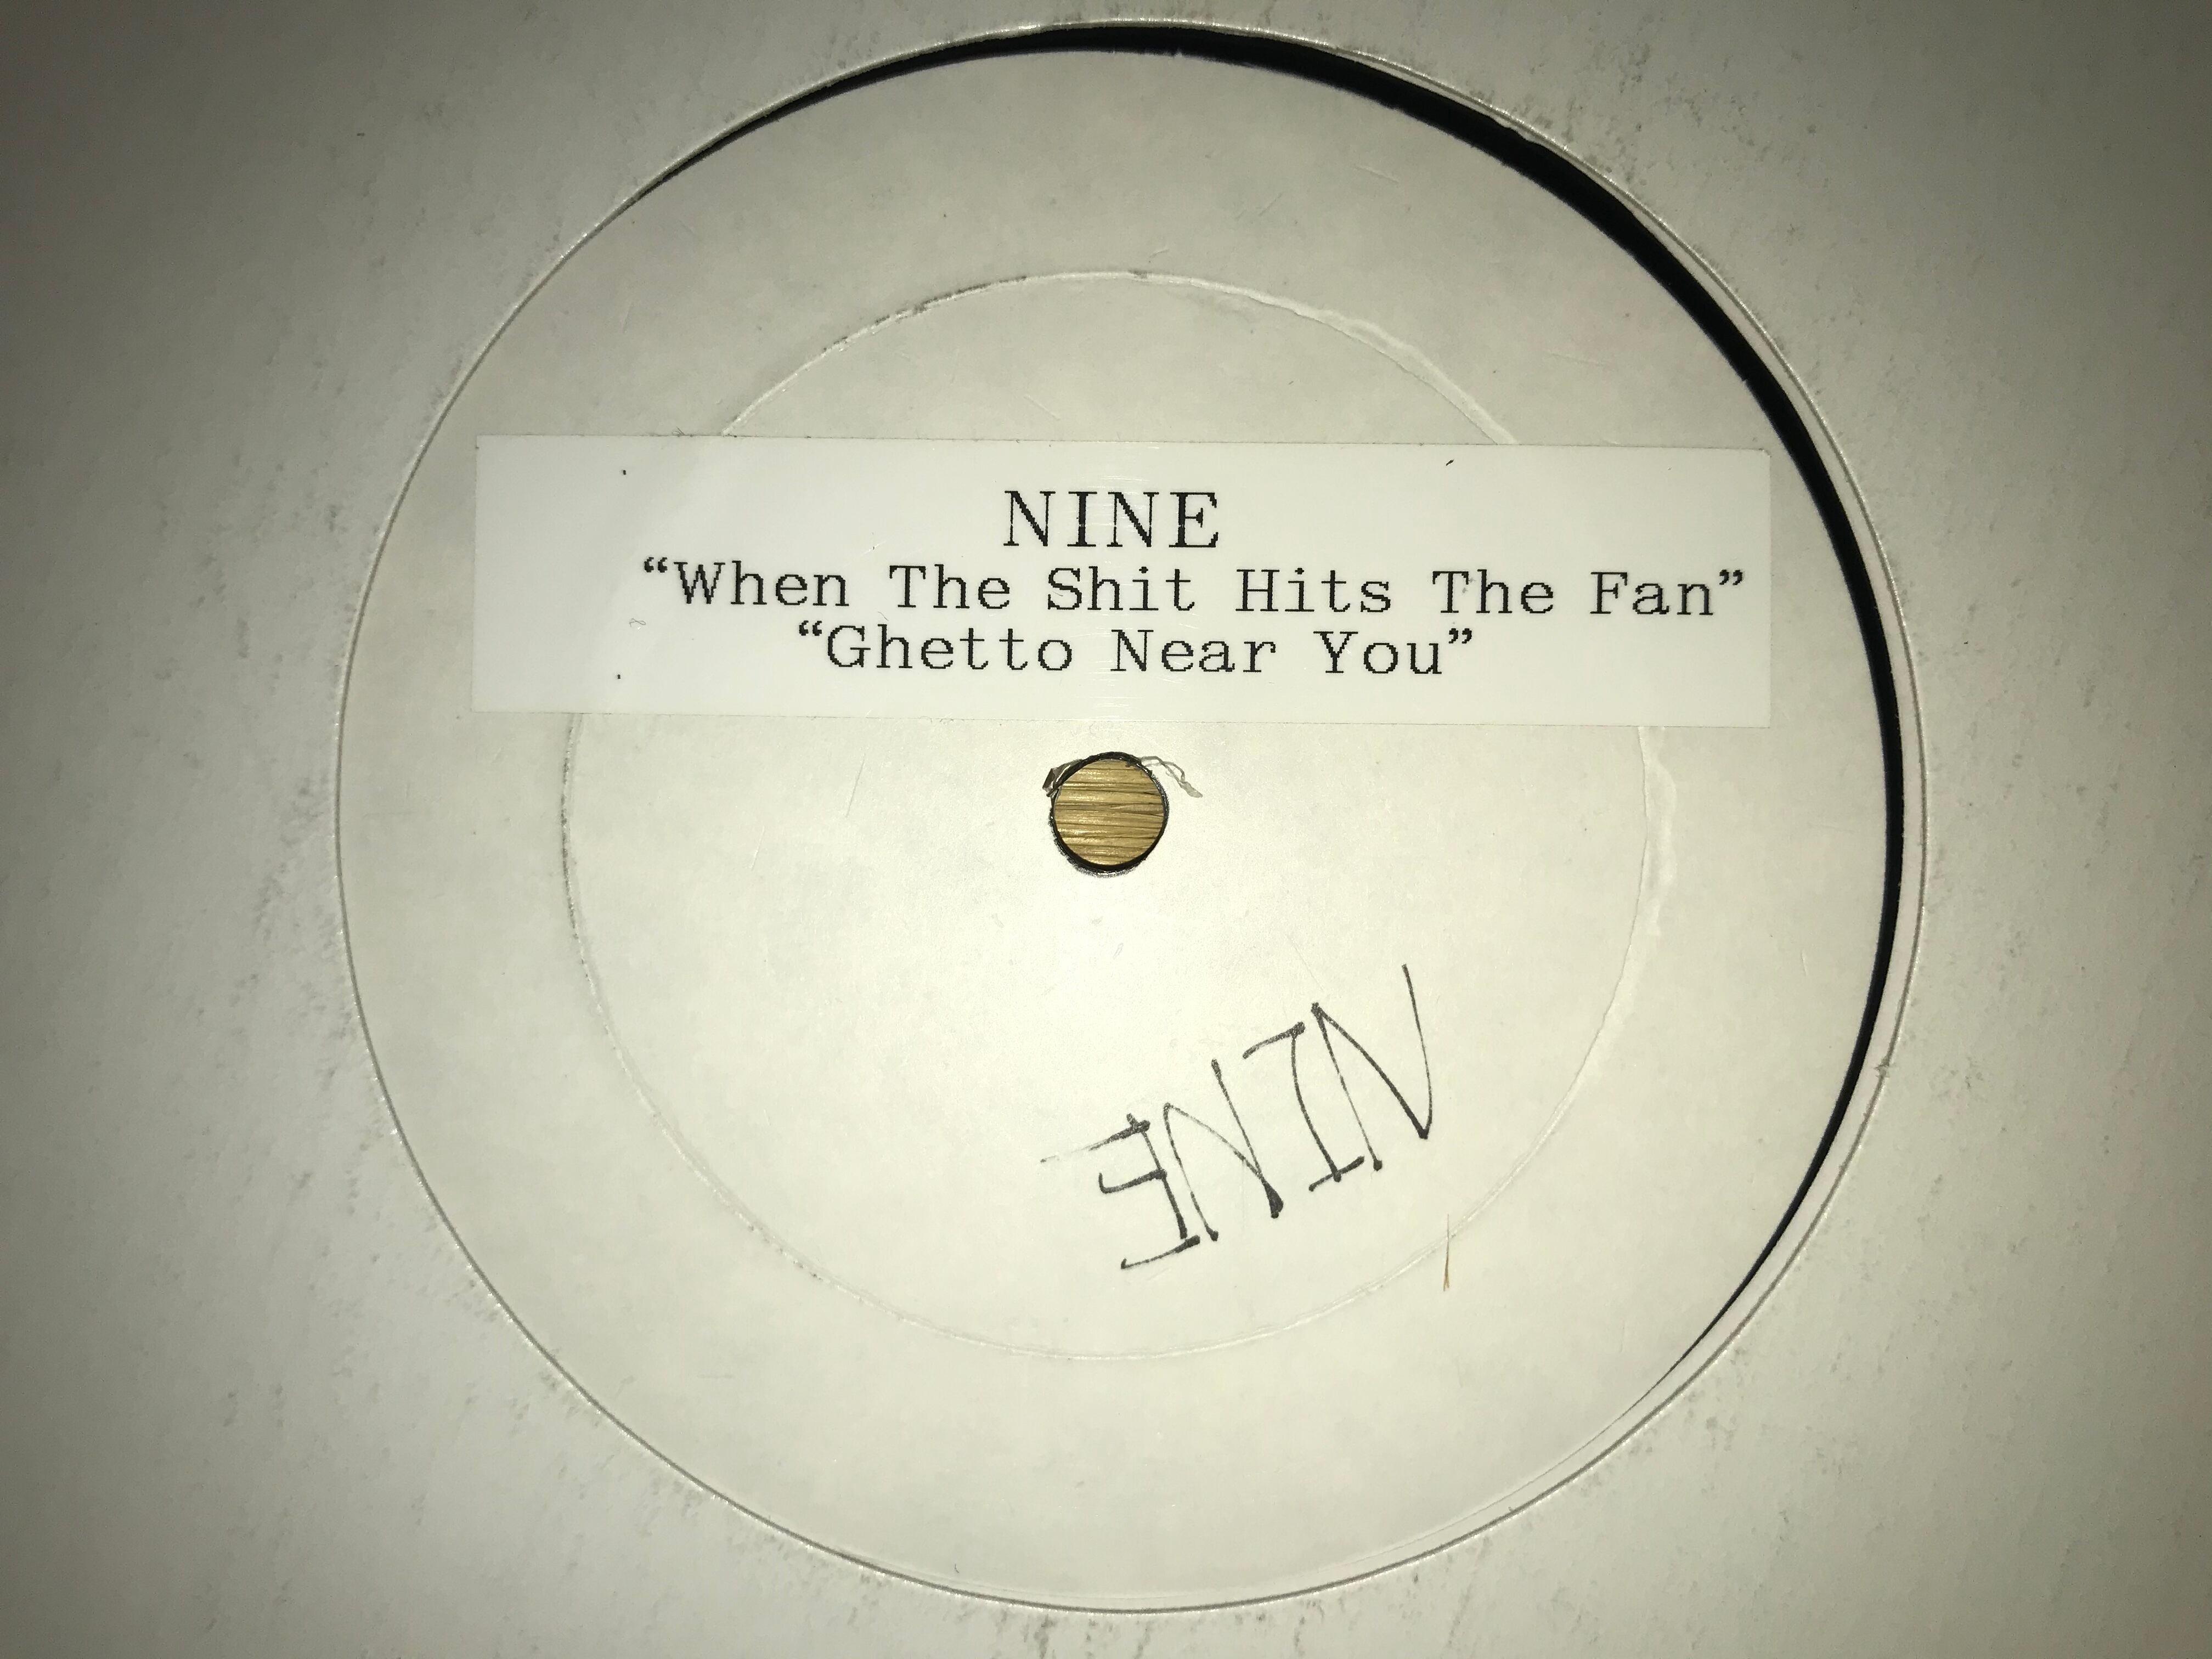 NINE
“When The Shit Hits The Fan”
“Ghetto Near You”
NINE